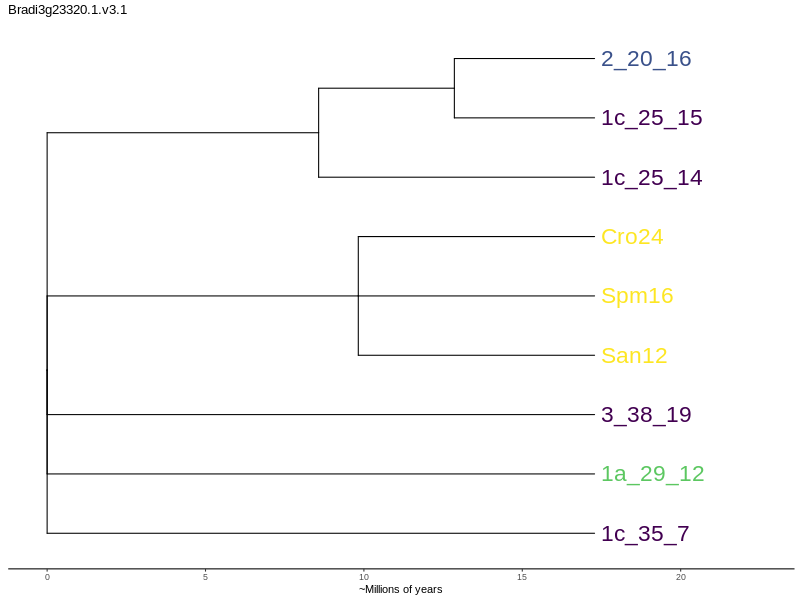 Bradi3g23320.1.v3.1
2_20_16
1c_25_15
1c_25_14
Cro24
Spm16
San12
3_38_19
1a_29_12
1c_35_7
0 5 10 15 20
~Millions of years